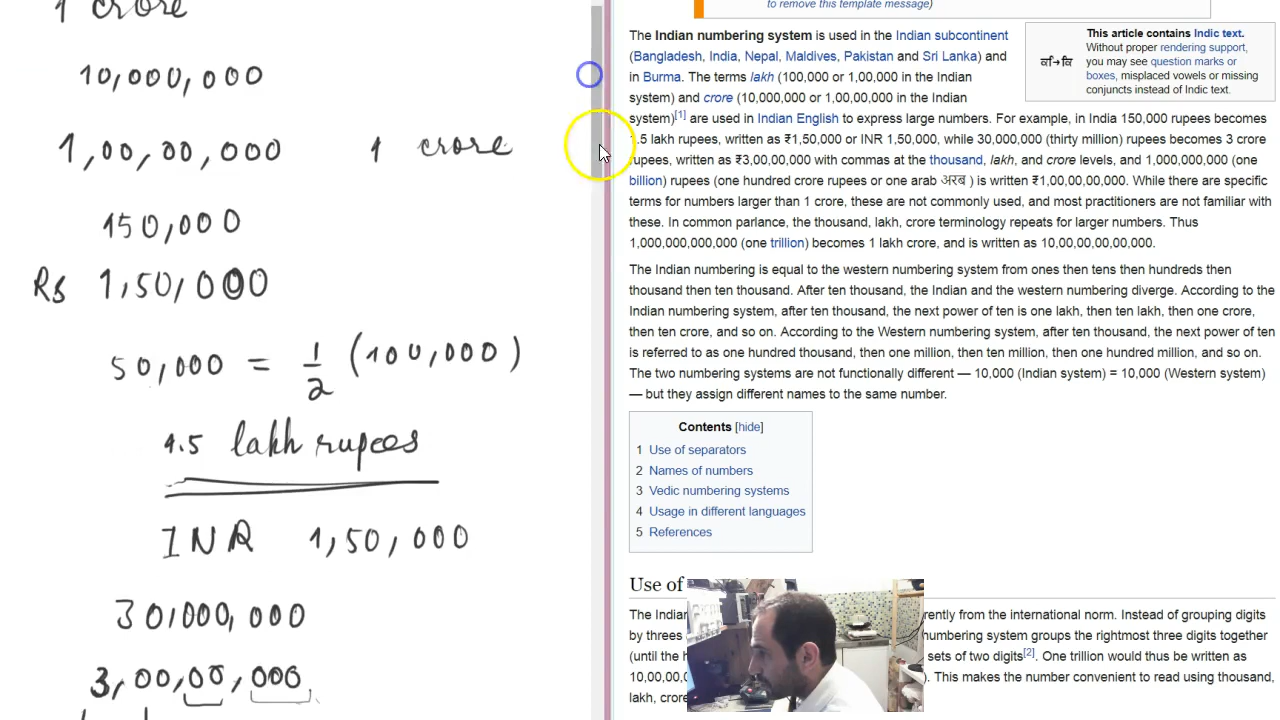 1 crore
10,000,000
1,00,00,000 1 crore
150,000
Rs 1,50,000
50,000 = 1/2 (100,000)
1.5 lakh rupees
INR 1,50,000
30,000,000
3,00,00,000
to remove this template message)
The Indian numbering system is used in the Indian subcontinent
(Bangladesh, India, Nepal, Maldives, Pakistan and Sri Lanka) and
in Burma. The terms lakh (100,000 or 1,00,000 in the Indian
system) and crore (10,000,000 or 1,00,00,000 in the Indian
system)[1] are used in Indian English to express large numbers. For example, in India 150,000 rupees becomes
1.5 lakh rupees, written as ₹1,50,000 or INR 1,50,000, while 30,000,000 (thirty million) rupees becomes 3 crore
rupees, written as ₹3,00,00,000 with commas at the thousand, lakh, and crore levels, and 1,000,000,000 (one
billion) rupees (one hundred crore rupees or one arab अरब ) is written ₹1,00,00,00,000. While there are specific
terms for numbers larger than 1 crore, these are not commonly used, and most practitioners are not familiar with
these. In common parlance, the thousand, lakh, crore terminology repeats for larger numbers. Thus
1,000,000,000,000 (one trillion) becomes 1 lakh crore, and is written as 10,00,00,00,00,000.
This article contains Indic text.
Without proper rendering support,
you may see question marks or
boxes, misplaced vowels or missing
conjuncts instead of Indic text.
The Indian numbering is equal to the western numbering system from ones then tens then hundreds then
thousand then ten thousand. After ten thousand, the Indian and the western numbering diverge. According to the
Indian numbering system, after ten thousand, the next power of ten is one lakh, then ten lakh, then one crore,
then ten crore, and so on. According to the Western numbering system, after ten thousand, the next power of ten
is referred to as one hundred thousand, then one million, then ten million, then one hundred million, and so on.
The two numbering systems are not functionally different — 10,000 (Indian system) = 10,000 (Western system)
— but they assign different names to the same number.
Contents [hide]
1 Use of separators
2 Names of numbers
3 Vedic numbering systems
4 Usage in different languages
5 References
Use of
The Indian rently from the international norm. Instead of grouping digits
by threes numbering system groups the rightmost three digits together
(until the sets of two digits[2]. One trillion would thus be written as
10,00,00, ). This makes the number convenient to read using thousand,
lakh, crore